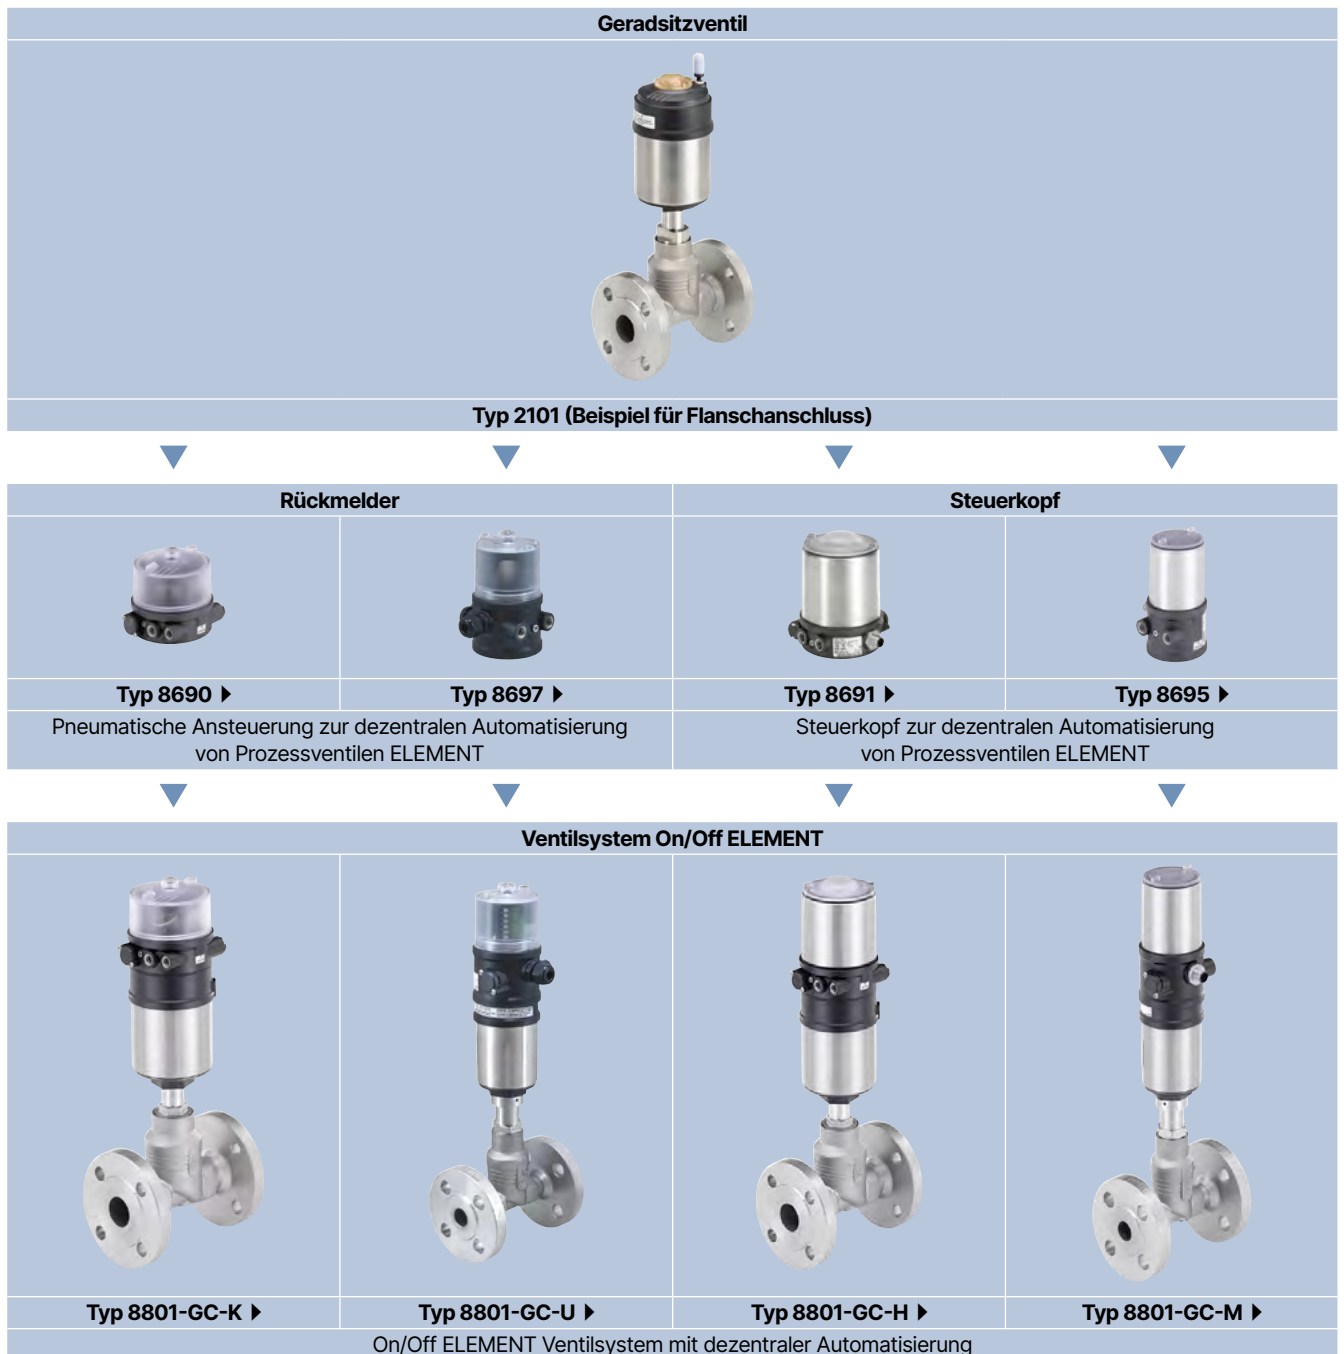 Geradsitzventil
Typ 2101 (Beispiel für Flanschanschluss)
Rückmelder
Steuerkopf
Typ 8690
Typ 8697
Typ 8691
Typ 8695
Pneumatische Ansteuerung zur dezentralen Automatisierung
von Prozessventilen ELEMENT
Steuerkopf zur dezentralen Automatisierung
von Prozessventilen ELEMENT
Ventilsystem On/Off ELEMENT
Typ 8801-GC-K
Typ 8801-GC-U
Typ 8801-GC-H
Typ 8801-GC-M
On/Off ELEMENT Ventilsystem mit dezentraler Automatisierung